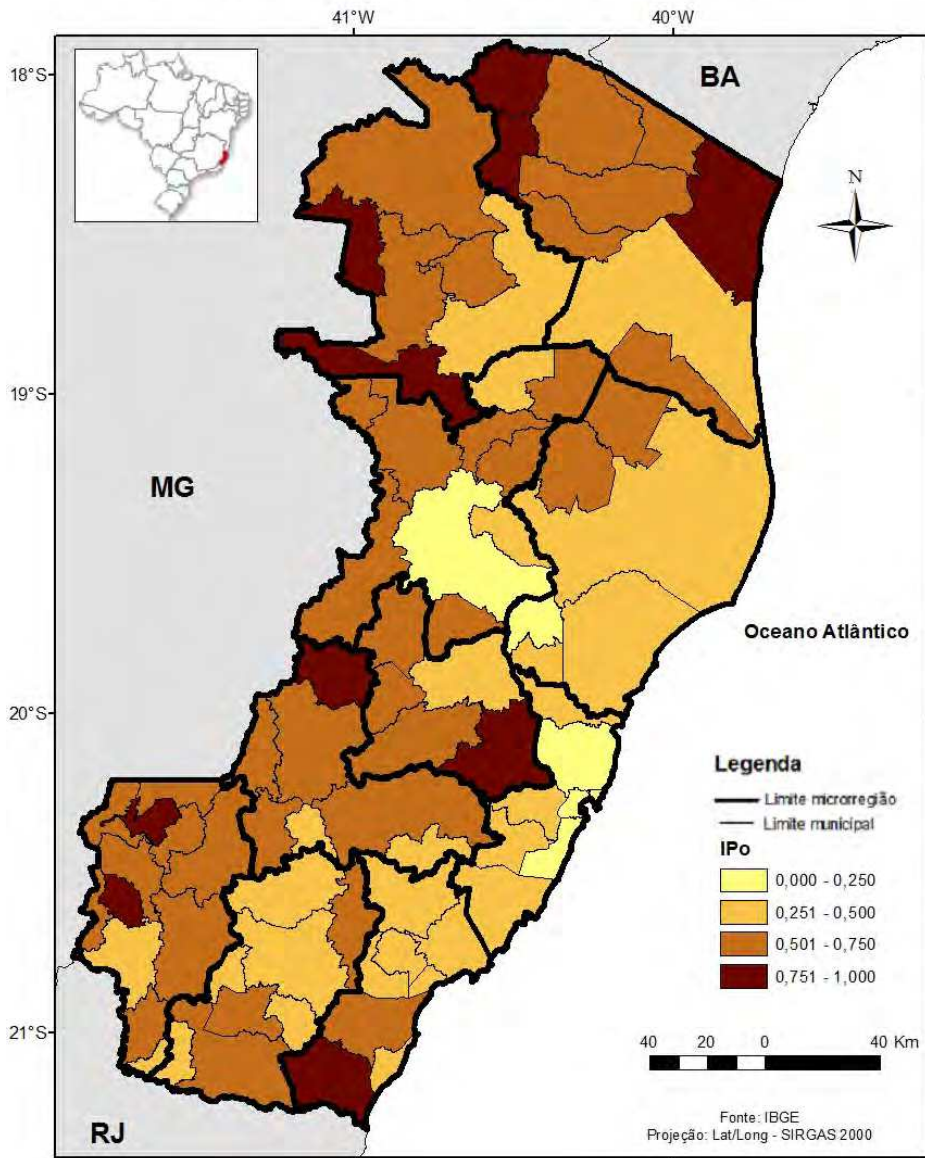 41°W 40°W
18°S
BA
N
19°S
MG
Oceano Atlântico
20°S
Legenda
Límite microrregião
Limite municipal
IPo
0,000 - 0,250
0,251 - 0,500
0,501 - 0,750
0,751 - 1,000
21°S
40 20 0 40 Km
Fonte: IBGE
Projeção: Lat/Long - SIRGAS 2000
RJ